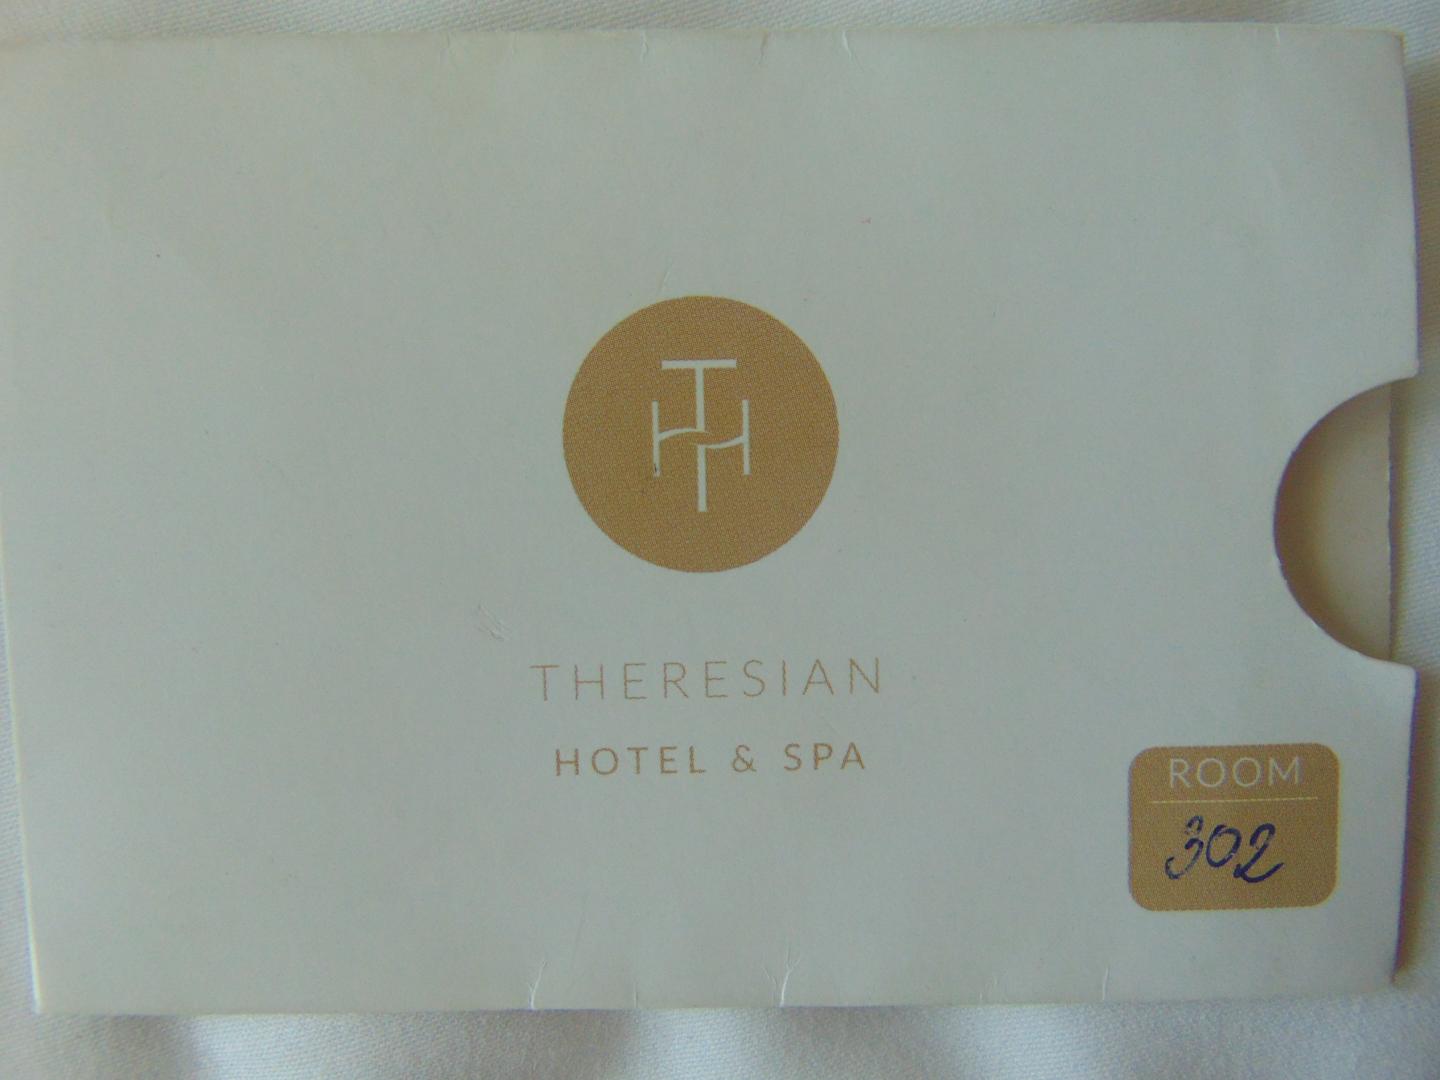 THERESIAN
HOTEL & SPA
ROOM
302